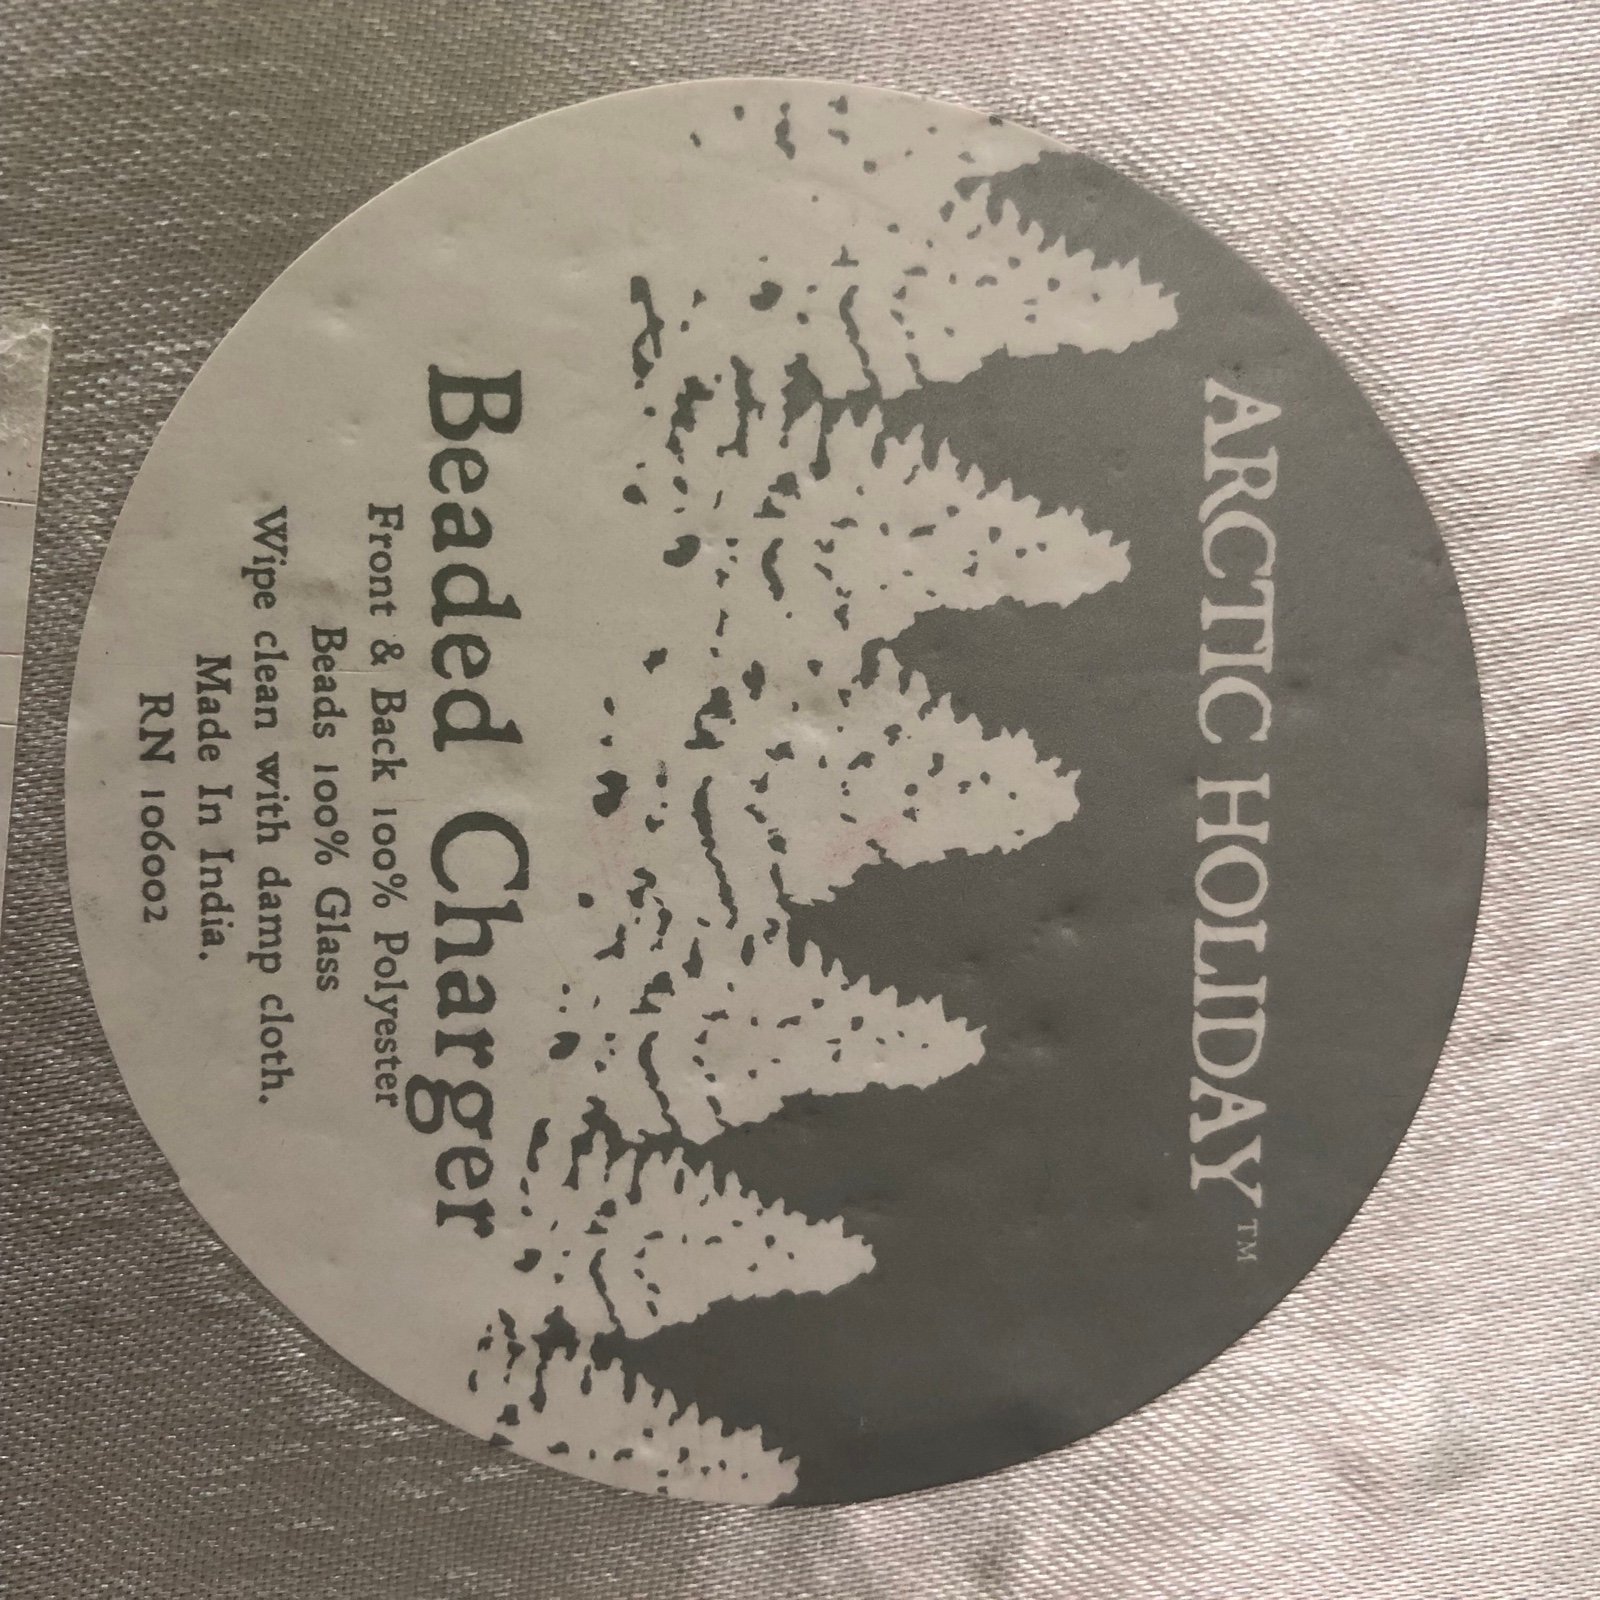 ARCTIC HOLIDAY™
Beaded Charger
Front & Back 100% Polyester
Beads 100% Glass
Wipe clean with damp cloth.
Made In India.
RN 106002